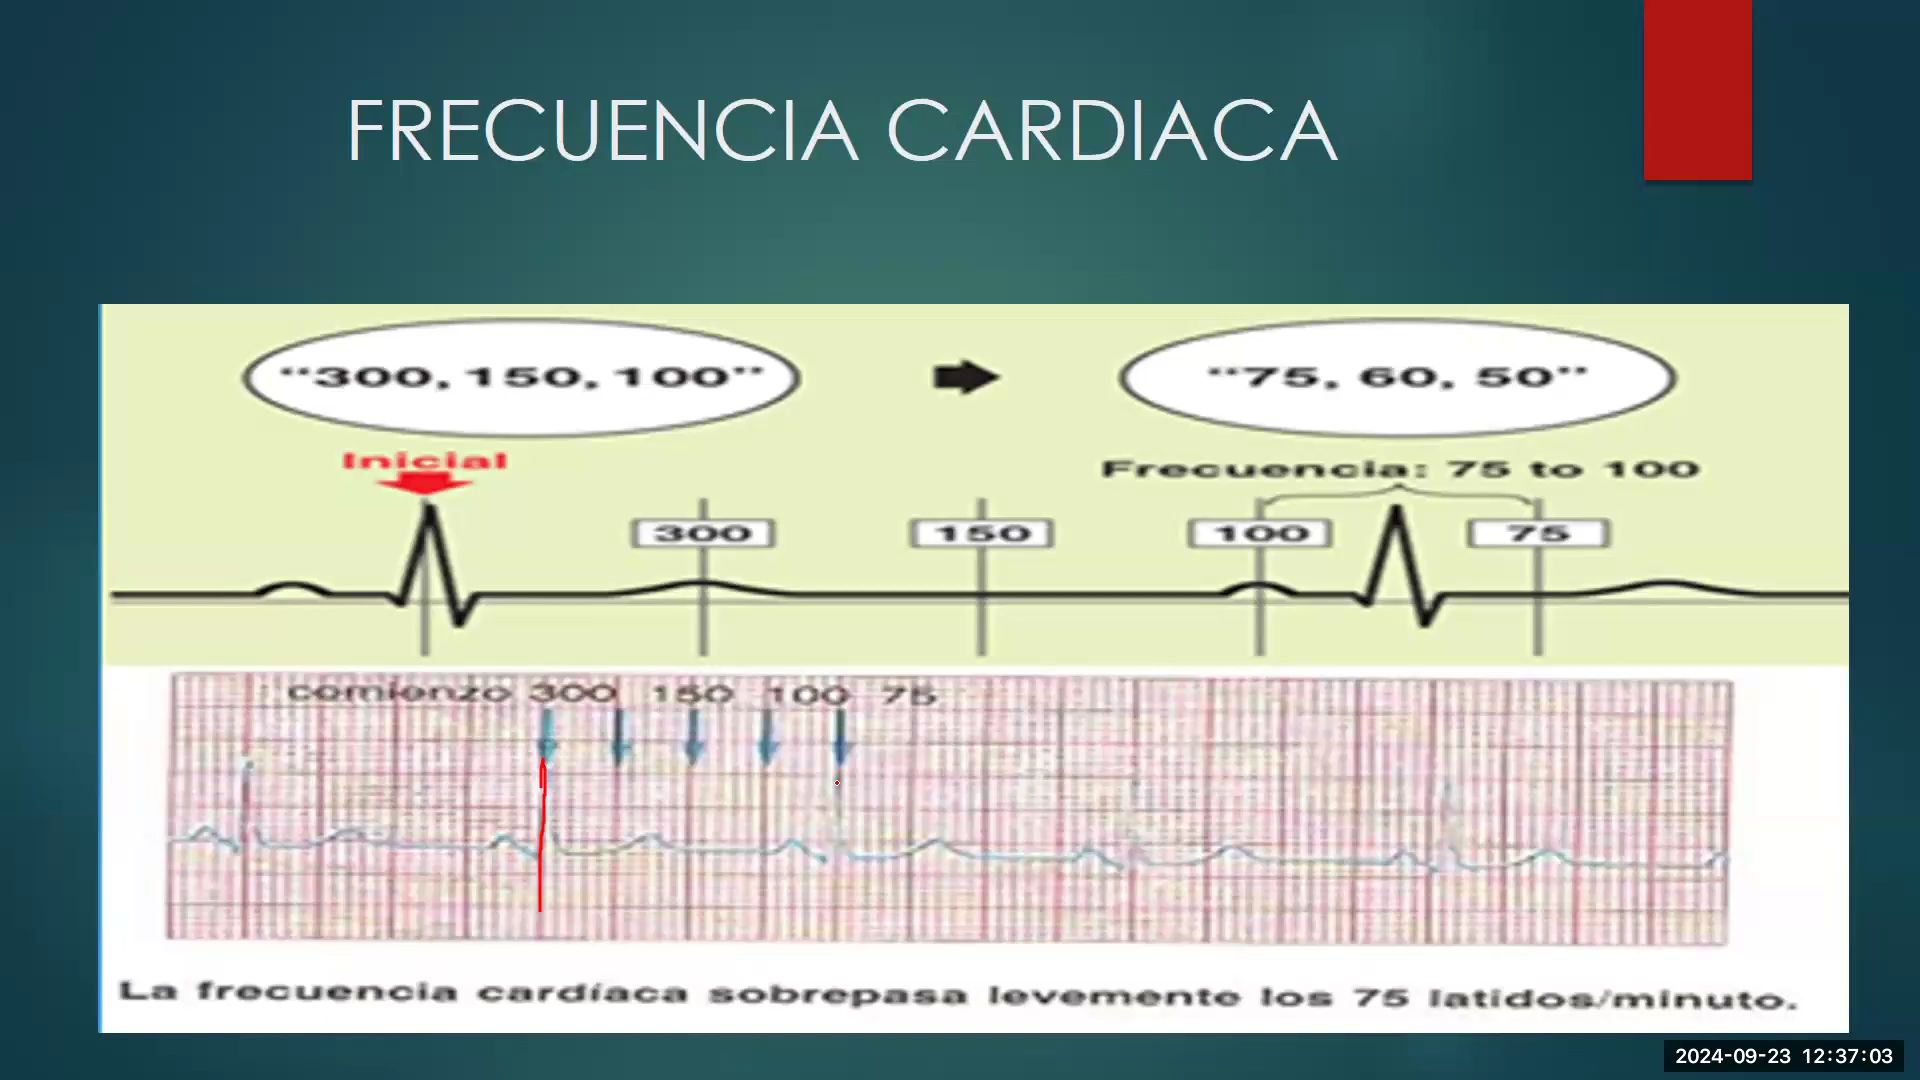 FRECUENCIA CARDIACA
“300, 150, 100” “75, 60, 50”
Inicial
Frecuencia: 75 to 100
300 150 100 75
comienzo 300 150 100 75
La frecuencia cardíaca sobrepasa levemente los 75 latidos/minuto.
2024-09-23 12:37:03